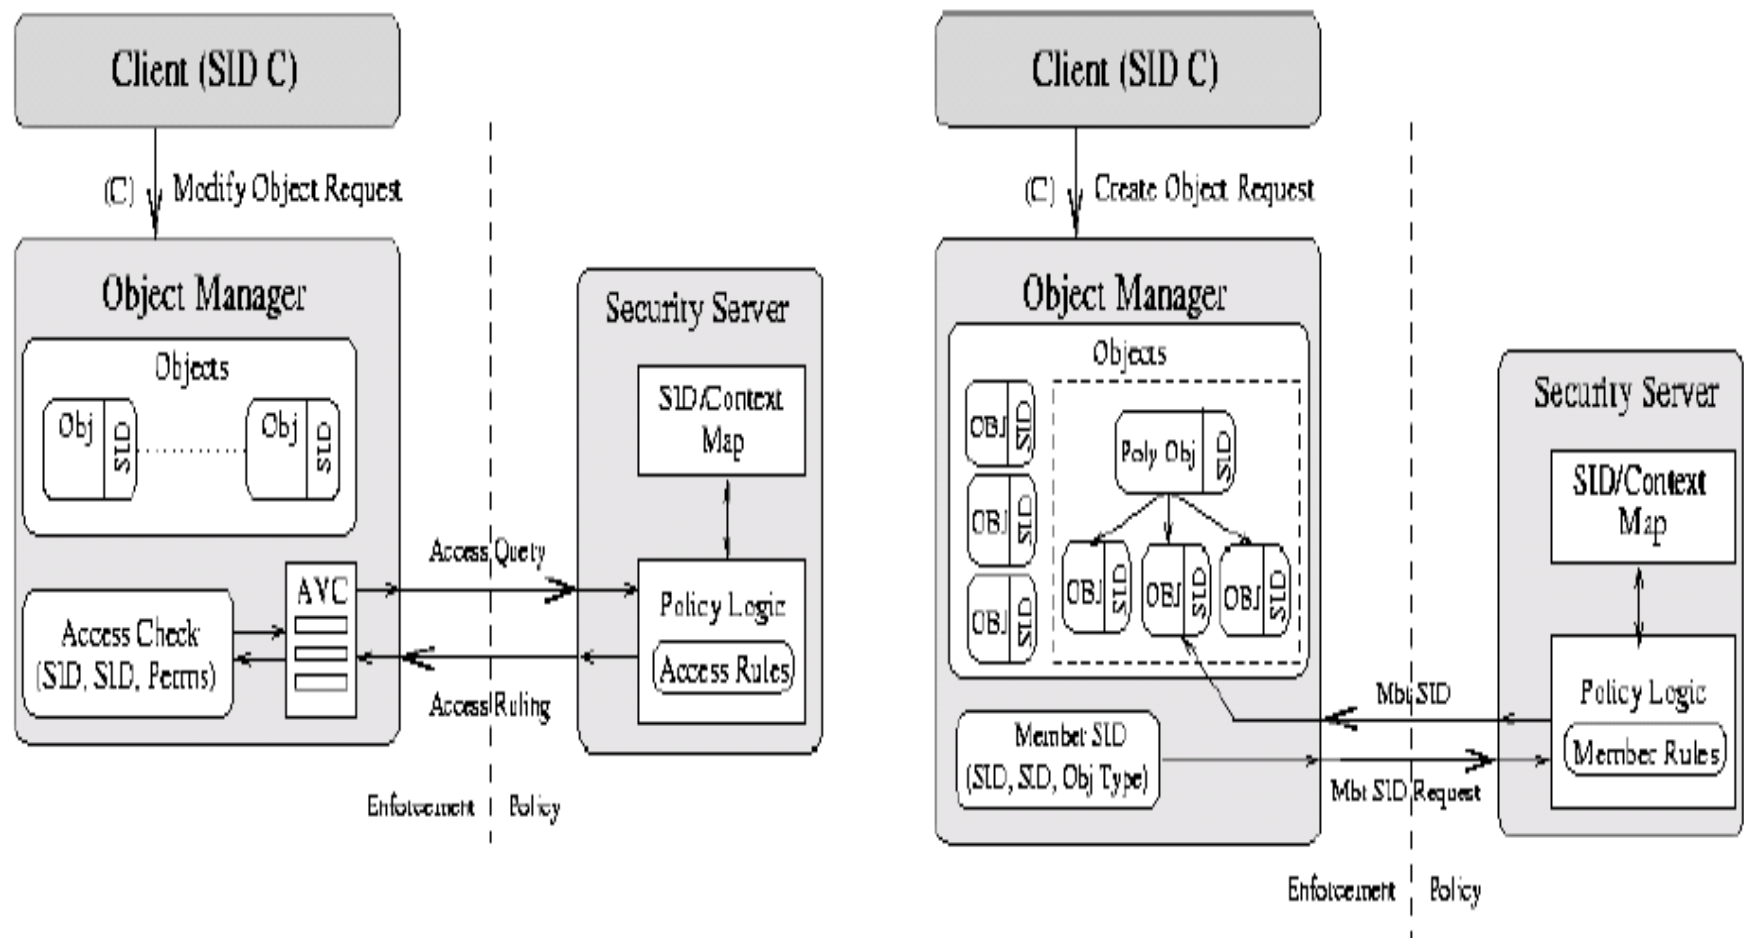 Client (SID C)
(C) Modify Object Request
Object Manager
Objects
Obj SID
Obj SID
Access Check
(SID, SID, Perms)
AVC
Access Query
Access Ruling
Security Server
SID/Context
Map
Policy Logic
Access Rules
Enforcement Policy
Client (SID C)
(C) Create Object Request
Object Manager
Objects
OBJ SID
OBJ SID
OBJ SID
Poly Obj SID
OBJ SID
OBJ SID
OBJ SID
Member SID
(SID, SID, Obj Type)
Mbr SID
Mbr SID Request
Security Server
SID/Context
Map
Policy Logic
Member Rules
Enforcement Policy